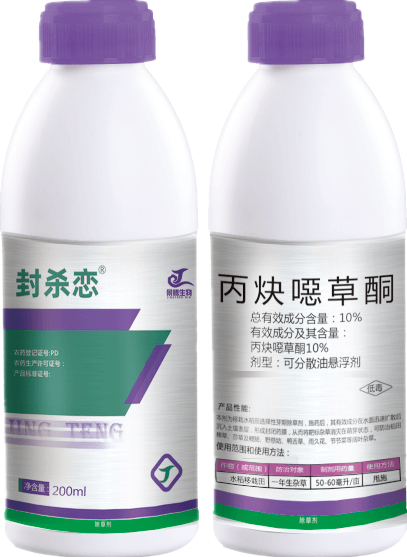 封杀恋®
景腾生物
农药登记证号:PD
农药生产许可证号:
产品标准证号:
JING TENG
净含量: 200ml
除草剂
丙炔噁草酮
总有效成分含量：10%
有效成分及其含量：
丙炔噁草酮10%
剂型：可分散油悬浮剂
低毒
产品性能:
使用范围和使用方法:
作物（或范围） 防治对象 制剂用药量 使用方法
水稻移栽田 一年生杂草 50-60毫升/亩 甩施
除草剂